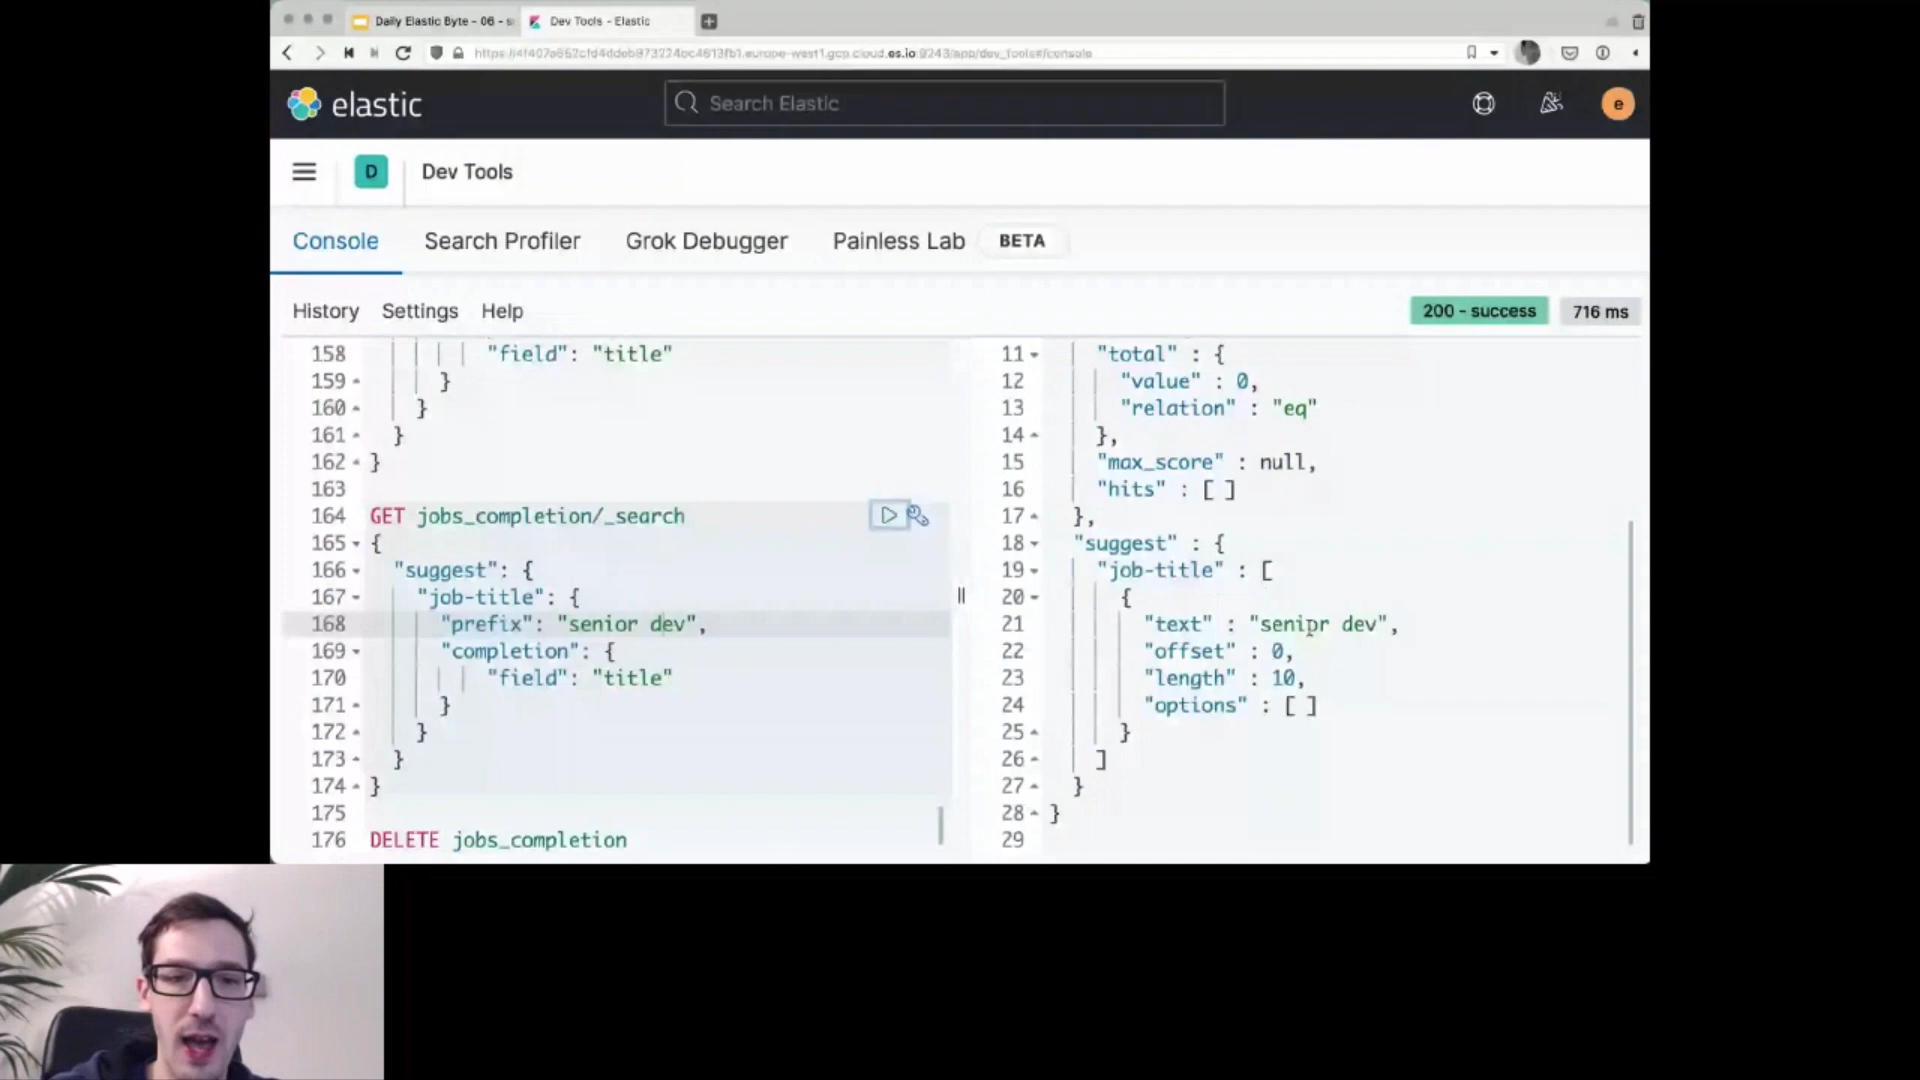 Daily Elastic Byte - 06 - s
Dev Tools - Elastic
elastic
Search Elastic
e
D
Dev Tools
Console
Search Profiler
Grok Debugger
Painless Lab
BETA
History
Settings
Help
200 - success
716 ms
158 "field": "title"
159 }
160 }
161 }
162 }
163
164 GET jobs_completion/_search
165 {
166 "suggest": {
167 "job-title": {
168 "prefix": "senior dev",
169 "completion": {
170 "field": "title"
171 }
172 }
173 }
174 }
175
176 DELETE jobs_completion
11 "total" : {
12 "value" : 0,
13 "relation" : "eq"
14 },
15 "max_score" : null,
16 "hits" : [ ]
17 },
18 "suggest" : {
19 "job-title" : [
20 {
21 "text" : "senior dev",
22 "offset" : 0,
23 "length" : 10,
24 "options" : [ ]
25 }
26 ]
27 }
28 }
29